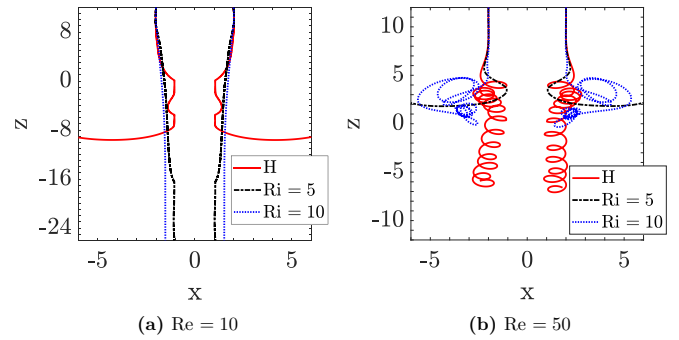 8
0
-8
-16
-24
z
-5
0
5
x
H
Ri = 5
Ri = 10
(a) Re = 10
10
5
0
-5
-10
z
-5
0
5
x
H
Ri = 5
Ri = 10
(b) Re = 50